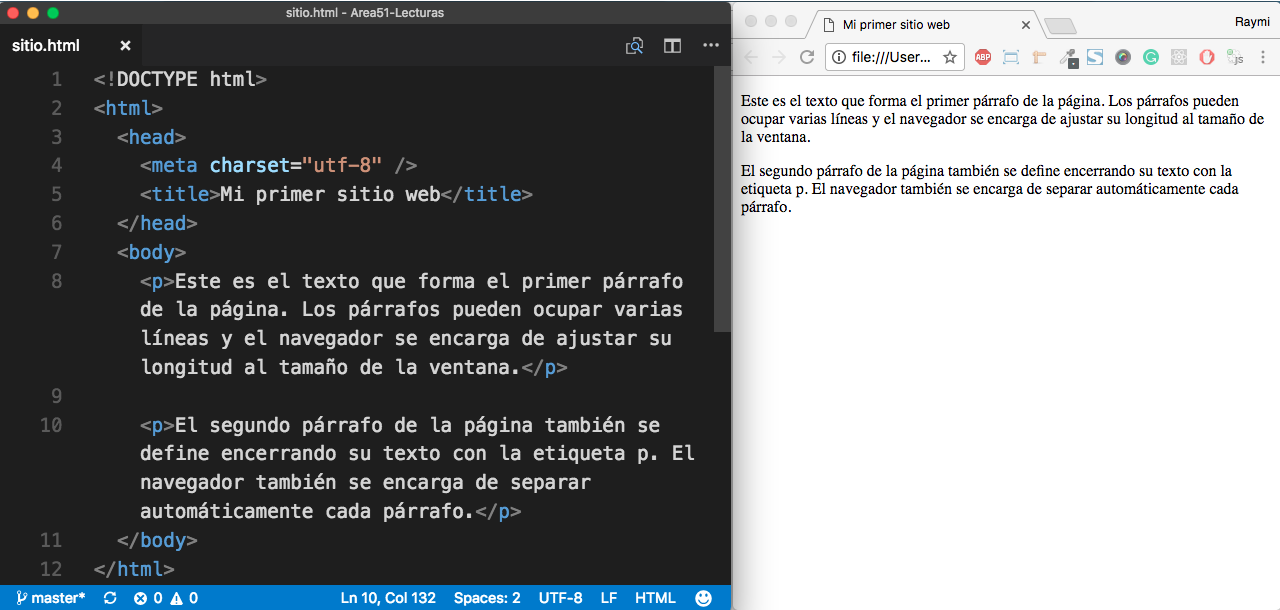 sitio.html - Area51-Lecturas
sitio.html
1 <!DOCTYPE html>
2 <html>
3 <head>
4 <meta charset="utf-8" />
5 <title>Mi primer sitio web</title>
6 </head>
7 <body>
8 <p>Este es el texto que forma el primer párrafo
de la página. Los párrafos pueden ocupar varias
líneas y el navegador se encarga de ajustar su
longitud al tamaño de la ventana.</p>
9
10 <p>El segundo párrafo de la página también se
define encerrando su texto con la etiqueta p. El
navegador también se encarga de separar
automáticamente cada párrafo.</p>
11 </body>
12 </html>
master* 0 0 Ln 10, Col 132 Spaces: 2 UTF-8 LF HTML
Mi primer sitio web
Raymi
file:///User...
ABP
JS
Este es el texto que forma el primer párrafo de la página. Los párrafos pueden
ocupar varias líneas y el navegador se encarga de ajustar su longitud al tamaño de
la ventana.
El segundo párrafo de la página también se define encerrando su texto con la
etiqueta p. El navegador también se encarga de separar automáticamente cada
párrafo.